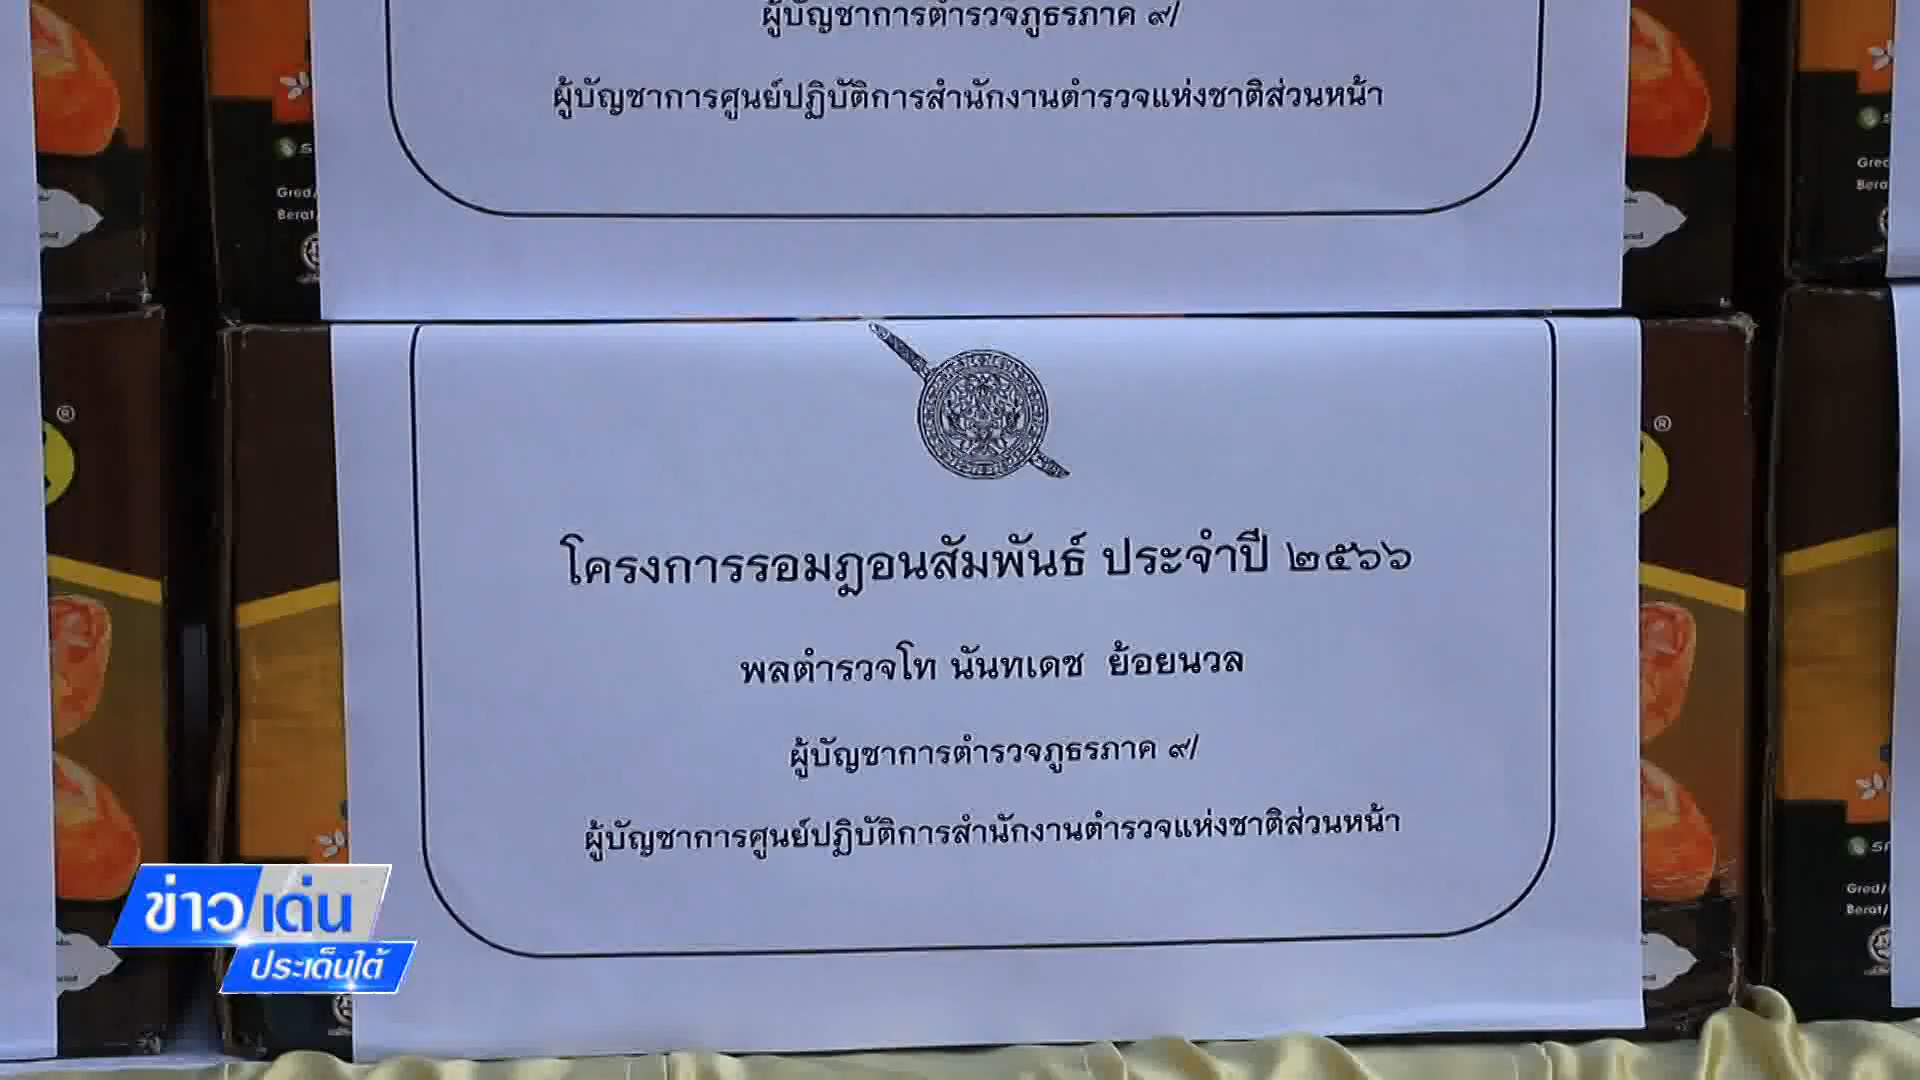 ผู้บัญชาการตำรวจภูธรภาค ๙/
ผู้บัญชาการศูนย์ปฏิบัติการสำนักงานตำรวจแห่งชาติส่วนหน้า
Gred/
Berat/
โครงการรอมฎอนสัมพันธ์ ประจำปี ๒๕๖๖
พลตำรวจโท นันทเดช ย้อยนวล
ผู้บัญชาการตำรวจภูธรภาค ๙/
ผู้บัญชาการศูนย์ปฏิบัติการสำนักงานตำรวจแห่งชาติส่วนหน้า
Gred/
Berat/
ข่าวเด่น
ประเด็นใต้